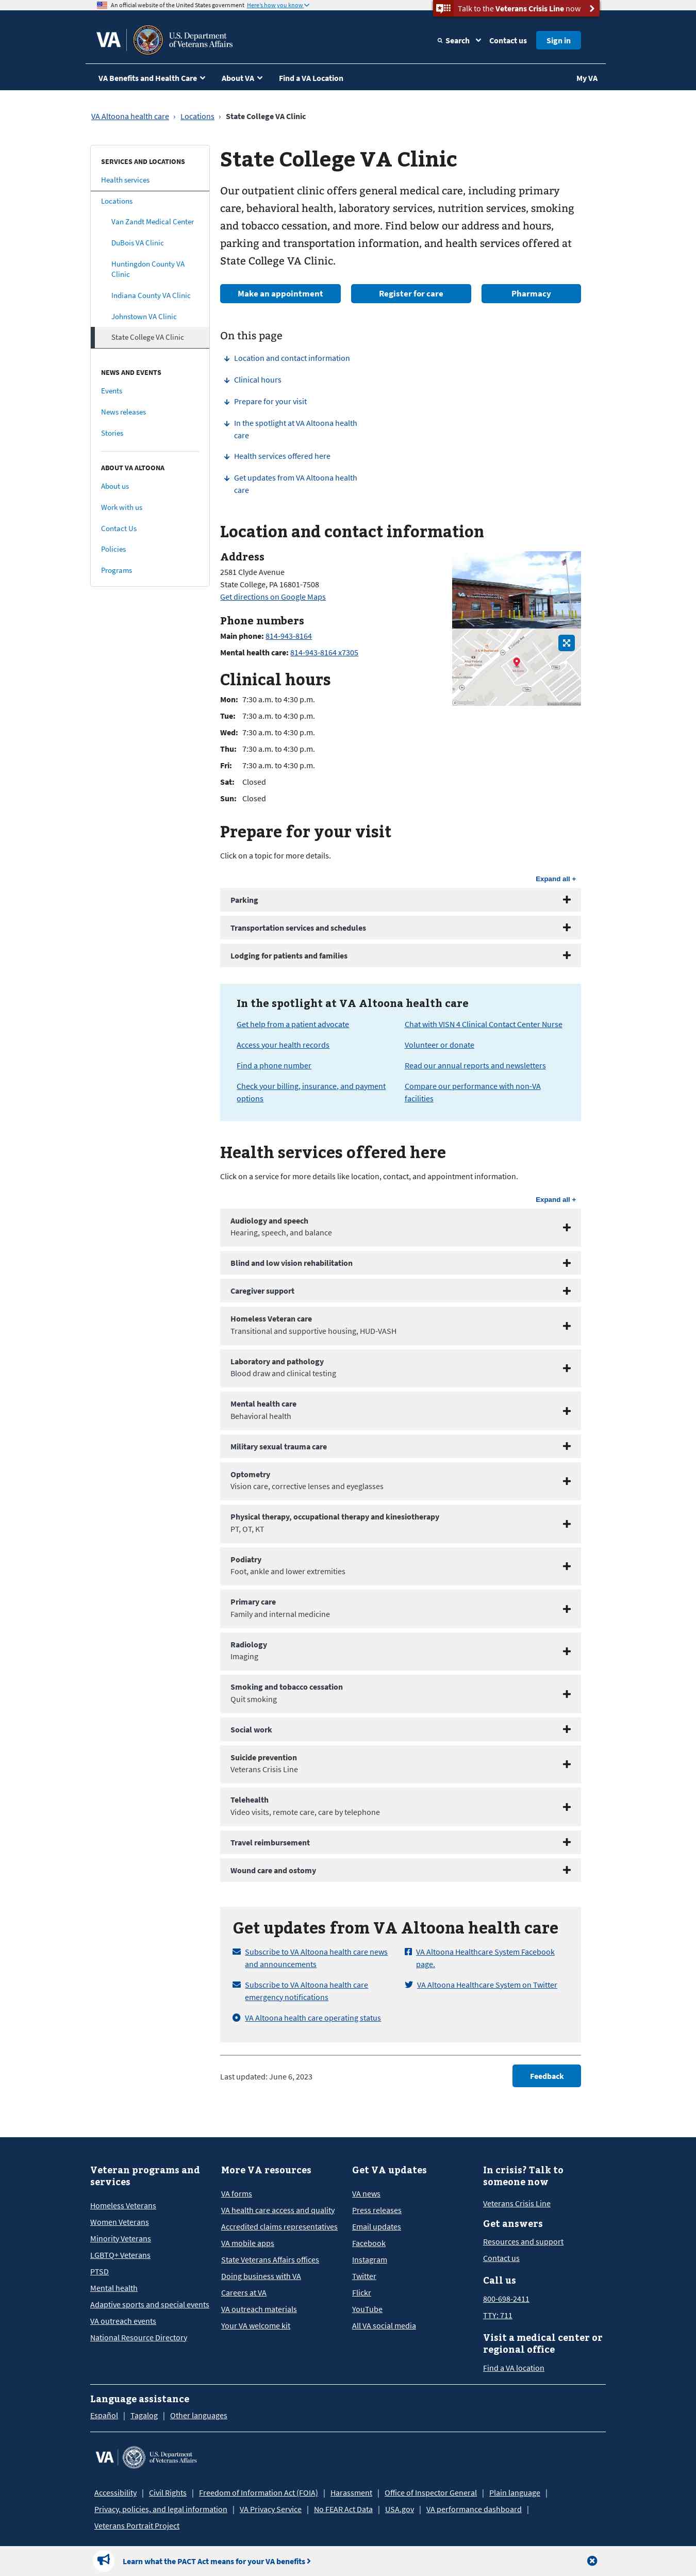 An official website of the United States government Here's how you know
Talk to the Veterans Crisis Line now
VA
U.S. Department
of Veterans Affairs
Search
Contact us
Sign in
VA Benefits and Health Care
About VA
Find a VA Location
My VA
VA Altoona health care › Locations › State College VA Clinic
SERVICES AND LOCATIONS
Health services
Locations
Van Zandt Medical Center
DuBois VA Clinic
Huntingdon County VA
Clinic
Indiana County VA Clinic
Johnstown VA Clinic
State College VA Clinic
NEWS AND EVENTS
Events
News releases
Stories
ABOUT VA ALTOONA
About us
Work with us
Contact Us
Policies
Programs
State College VA Clinic
Our outpatient clinic offers general medical care, including primary
care, behavioral health, laboratory services, nutrition services, smoking
and tobacco cessation, and more. Find below our address and hours,
parking and transportation information, and health services offered at
State College VA Clinic.
Make an appointment
Register for care
Pharmacy
On this page
Location and contact information
Clinical hours
Prepare for your visit
In the spotlight at VA Altoona health
care
Health services offered here
Get updates from VA Altoona health
care
Location and contact information
Address
2581 Clyde Avenue
State College, PA 16801-7508
Get directions on Google Maps
Phone numbers
Main phone: 814-943-8164
Mental health care: 814-943-8164 x7305
Clinical hours
Mon: 7:30 a.m. to 4:30 p.m.
Tue: 7:30 a.m. to 4:30 p.m.
Wed: 7:30 a.m. to 4:30 p.m.
Thu: 7:30 a.m. to 4:30 p.m.
Fri: 7:30 a.m. to 4:30 p.m.
Sat: Closed
Sun: Closed
Prepare for your visit
Click on a topic for more details.
Expand all +
Parking
Transportation services and schedules
Lodging for patients and families
In the spotlight at VA Altoona health care
Get help from a patient advocate
Access your health records
Find a phone number
Check your billing, insurance, and payment
options
Chat with VISN 4 Clinical Contact Center Nurse
Volunteer or donate
Read our annual reports and newsletters
Compare our performance with non-VA
facilities
Health services offered here
Click on a service for more details like location, contact, and appointment information.
Expand all +
Audiology and speech
Hearing, speech, and balance
Blind and low vision rehabilitation
Caregiver support
Homeless Veteran care
Transitional and supportive housing, HUD-VASH
Laboratory and pathology
Blood draw and clinical testing
Mental health care
Behavioral health
Military sexual trauma care
Optometry
Vision care, corrective lenses and eyeglasses
Physical therapy, occupational therapy and kinesiotherapy
PT, OT, KT
Podiatry
Foot, ankle and lower extremities
Primary care
Family and internal medicine
Radiology
Imaging
Smoking and tobacco cessation
Quit smoking
Social work
Suicide prevention
Veterans Crisis Line
Telehealth
Video visits, remote care, care by telephone
Travel reimbursement
Wound care and ostomy
Get updates from VA Altoona health care
Subscribe to VA Altoona health care news
and announcements
Subscribe to VA Altoona health care
emergency notifications
VA Altoona health care operating status
VA Altoona Healthcare System Facebook
page.
VA Altoona Healthcare System on Twitter
Last updated: June 6, 2023
Feedback
Veteran programs and
services
Homeless Veterans
Women Veterans
Minority Veterans
LGBTQ+ Veterans
PTSD
Mental health
Adaptive sports and special events
VA outreach events
National Resource Directory
More VA resources
VA forms
VA health care access and quality
Accredited claims representatives
VA mobile apps
State Veterans Affairs offices
Doing business with VA
Careers at VA
VA outreach materials
Your VA welcome kit
Get VA updates
VA news
Press releases
Email updates
Facebook
Instagram
Twitter
Flickr
YouTube
All VA social media
In crisis? Talk to
someone now
Veterans Crisis Line
Get answers
Resources and support
Contact us
Call us
800-698-2411
TTY: 711
Visit a medical center or
regional office
Find a VA location
Language assistance
Español | Tagalog | Other languages
VA
U.S. Department
of Veterans Affairs
Accessibility | Civil Rights | Freedom of Information Act (FOIA) | Harassment | Office of Inspector General | Plain language |
Privacy, policies, and legal information | VA Privacy Service | No FEAR Act Data | USA.gov | VA performance dashboard |
Veterans Portrait Project
Learn what the PACT Act means for your VA benefits